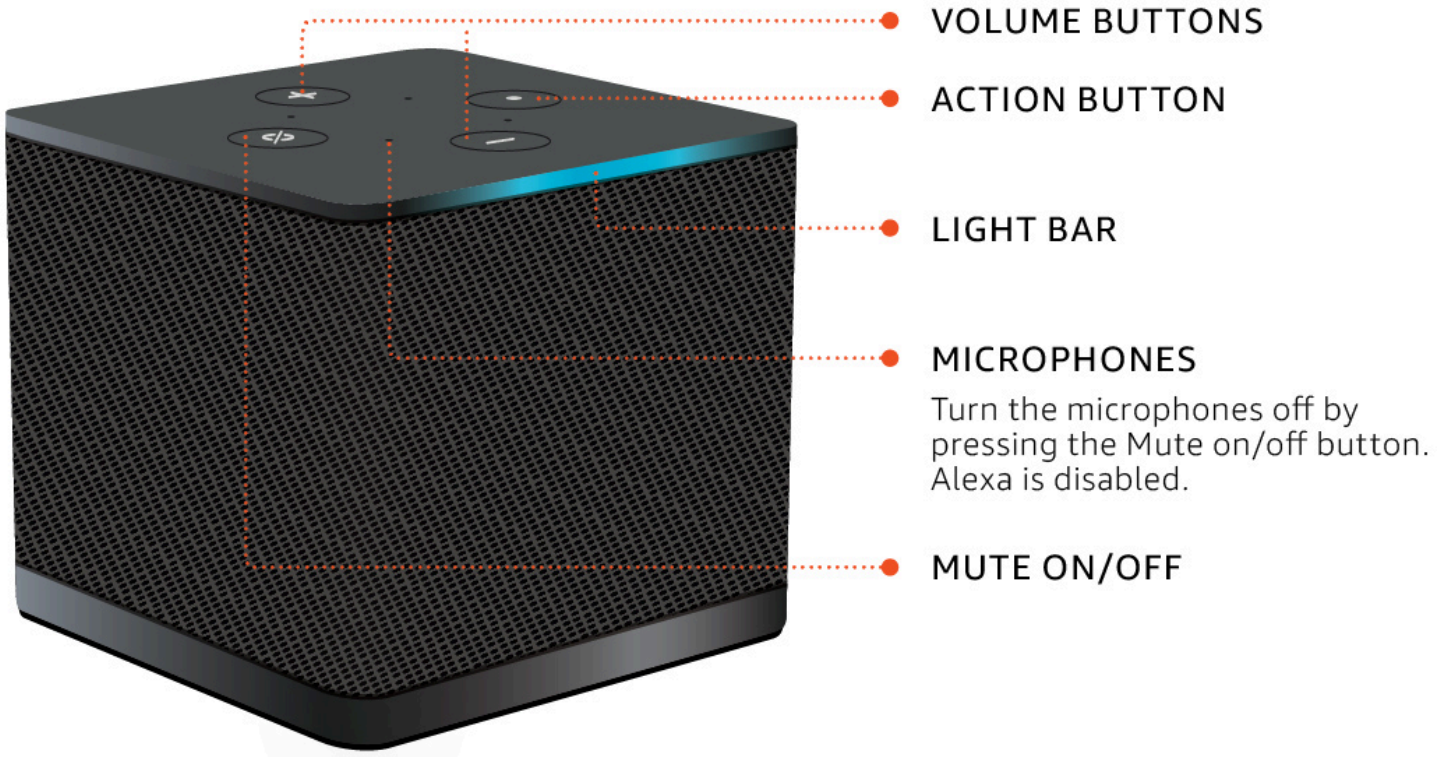 VOLUME BUTTONS
ACTION BUTTON
LIGHT BAR
MICROPHONES
Turn the microphones off by
pressing the Mute on/off button.
Alexa is disabled.
MUTE ON/OFF